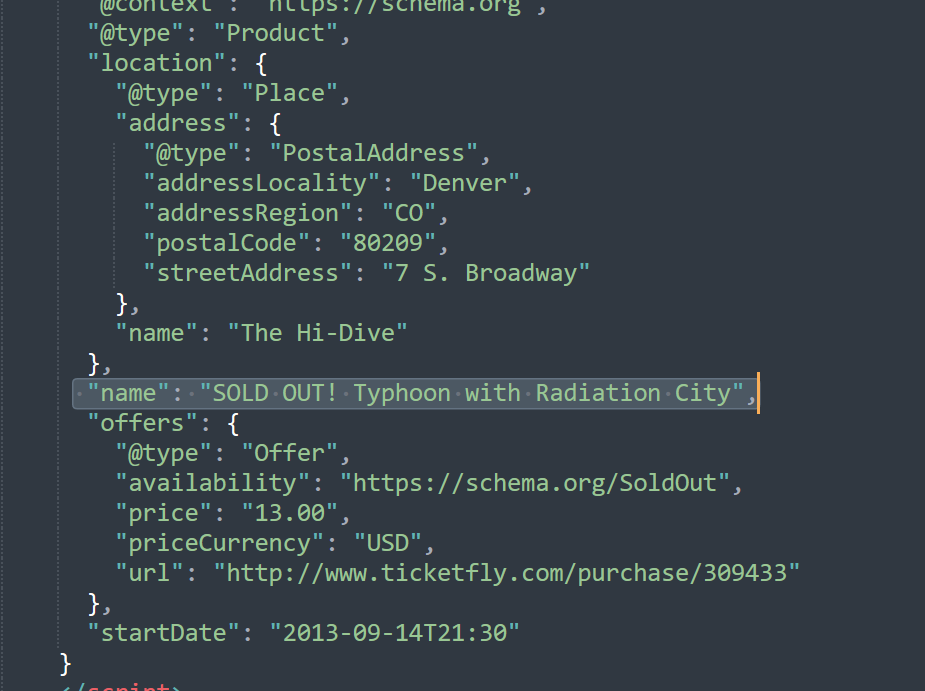 "@context": "https://schema.org",
"@type": "Product",
"location": {
"@type": "Place",
"address": {
"@type": "PostalAddress",
"addressLocality": "Denver",
"addressRegion": "CO",
"postalCode": "80209",
"streetAddress": "7 S. Broadway"
},
"name": "The Hi-Dive"
},
"name": "SOLD OUT! Typhoon with Radiation City",
"offers": {
"@type": "Offer",
"availability": "https://schema.org/SoldOut",
"price": "13.00",
"priceCurrency": "USD",
"url": "http://www.ticketfly.com/purchase/309433"
},
"startDate": "2013-09-14T21:30"
}
</script>